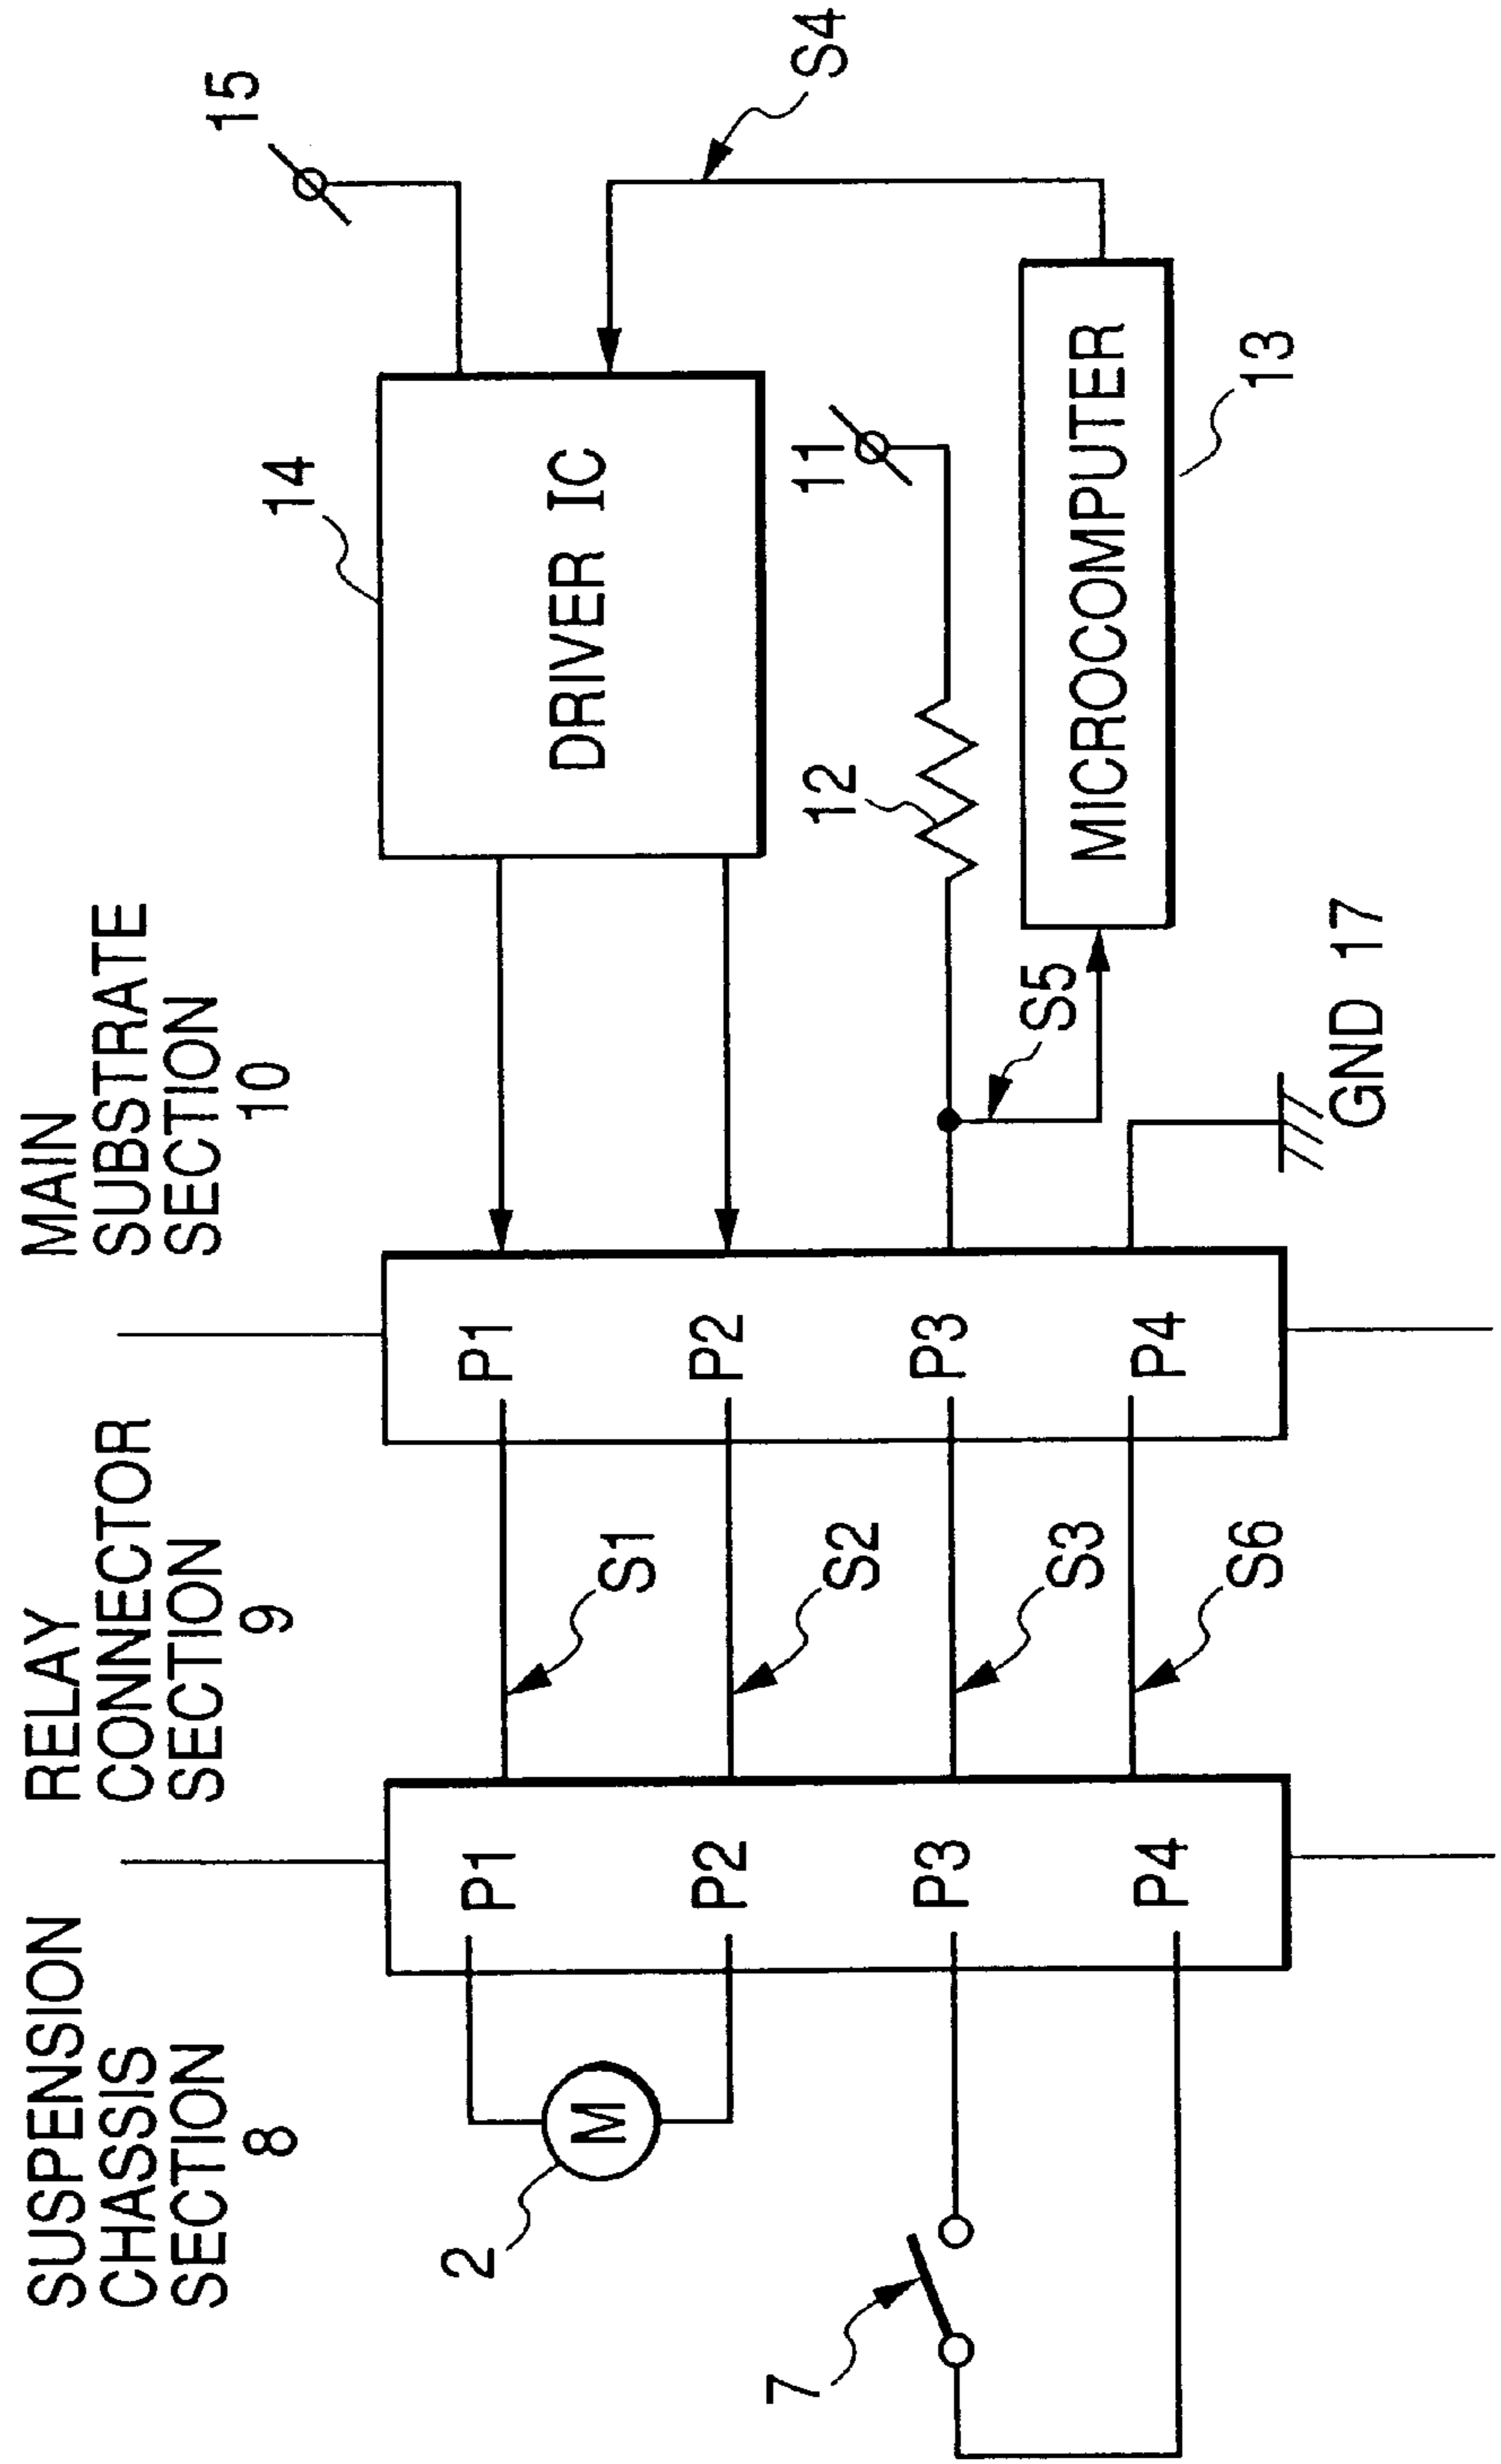 SUSPENSION
CHASSIS
SECTION
8
RELAY
CONNECTOR
SECTION
9
MAIN
SUBSTRATE
SECTION
10
15
14
2
M
P1
P1
S1
DRIVER IC
S4
P2
P2
S2
7
P3
P3
S3
12
11
S5
MICROCOMPUTER
13
P4
P4
S6
GND 17